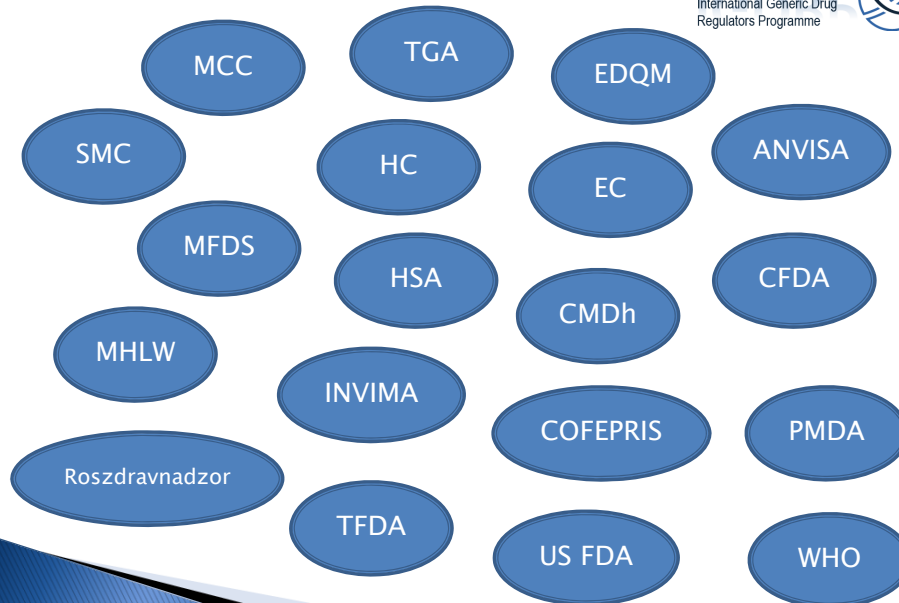 International Generic Drug
Regulators Programme
MCC
TGA
EDQM
SMC
HC
ANVISA
EC
MFDS
HSA
CFDA
CMDh
MHLW
INVIMA
COFEPRIS
PMDA
Roszdravnadzor
TFDA
US FDA
WHO